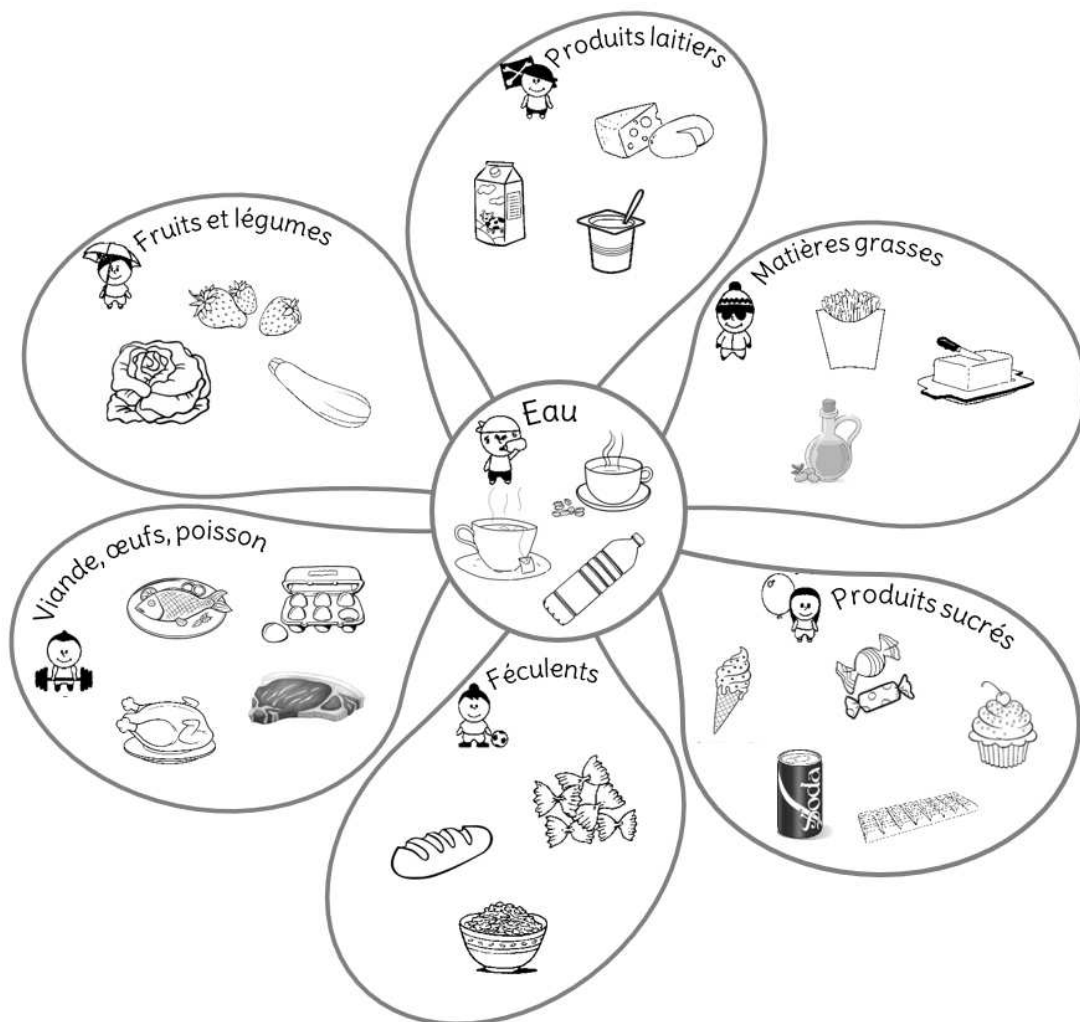 Produits laitiers
Fruits et légumes
Matières grasses
Eau
Viande, œufs, poisson
Produits sucrés
Féculents
Soda